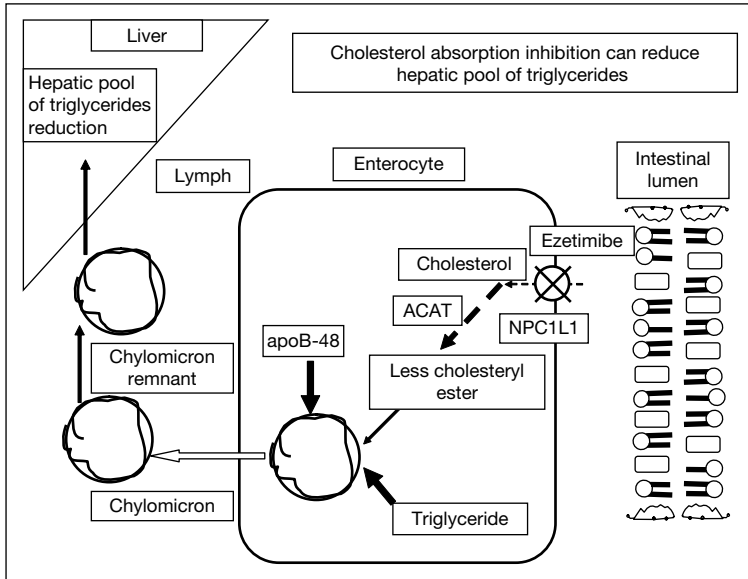 Liver
Cholesterol absorption inhibition can reduce
hepatic pool of triglycerides
Hepatic pool
of triglycerides
reduction
Lymph
Enterocyte
Intestinal
lumen
Ezetimibe
Cholesterol
ACAT
NPC1L1
apoB-48
Chylomicron
remnant
Less cholesteryl
ester
Chylomicron
Triglyceride